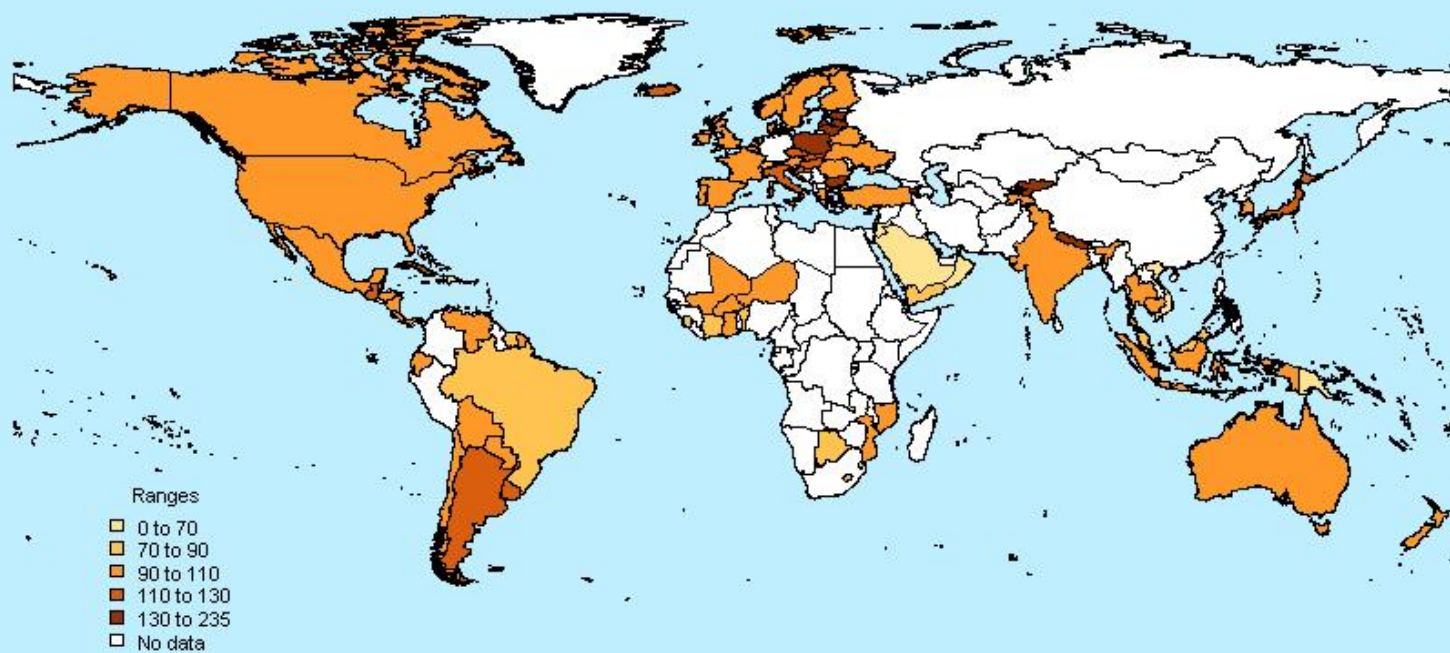 Ranges
0 to 70
70 to 90
90 to 110
110 to 130
130 to 235
No data